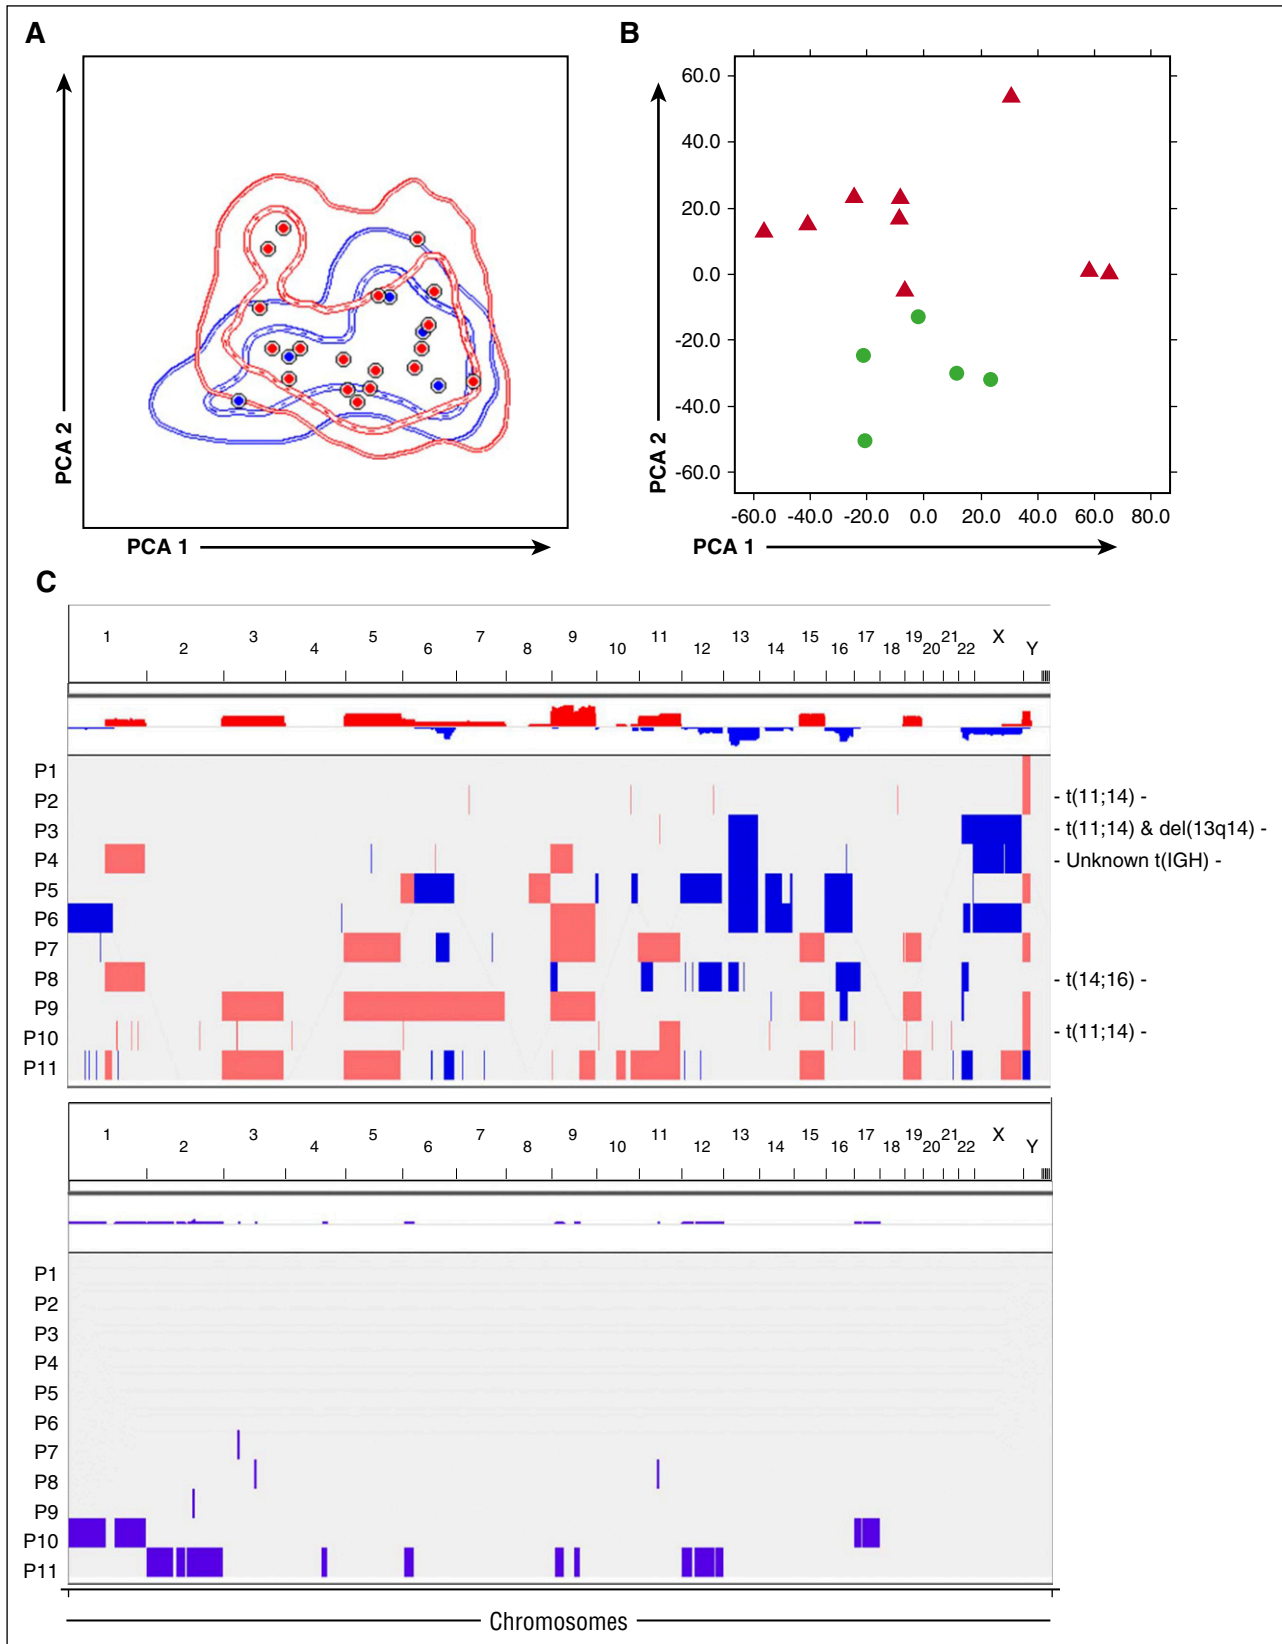 A
B
PCA 2
PCA 1
60.0
40.0
20.0
0.0
-20.0
-40.0
-60.0
PCA 2
-60.0 -40.0 -20.0 0.0 20.0 40.0 60.0 80.0
PCA 1
C
1 2 3 4 5 6 7 8 9 10 11 12 13 14 15 16 17 18 19 20 21 22 X Y
P1
P2 - t(11;14) -
P3 - t(11;14) & del(13q14) -
P4 - Unknown t(IGH) -
P5
P6
P7
P8 - t(14;16) -
P9
P10 - t(11;14) -
P11
1 2 3 4 5 6 7 8 9 10 11 12 13 14 15 16 17 18 19 20 21 22 X Y
P1
P2
P3
P4
P5
P6
P7
P8
P9
P10
P11
Chromosomes